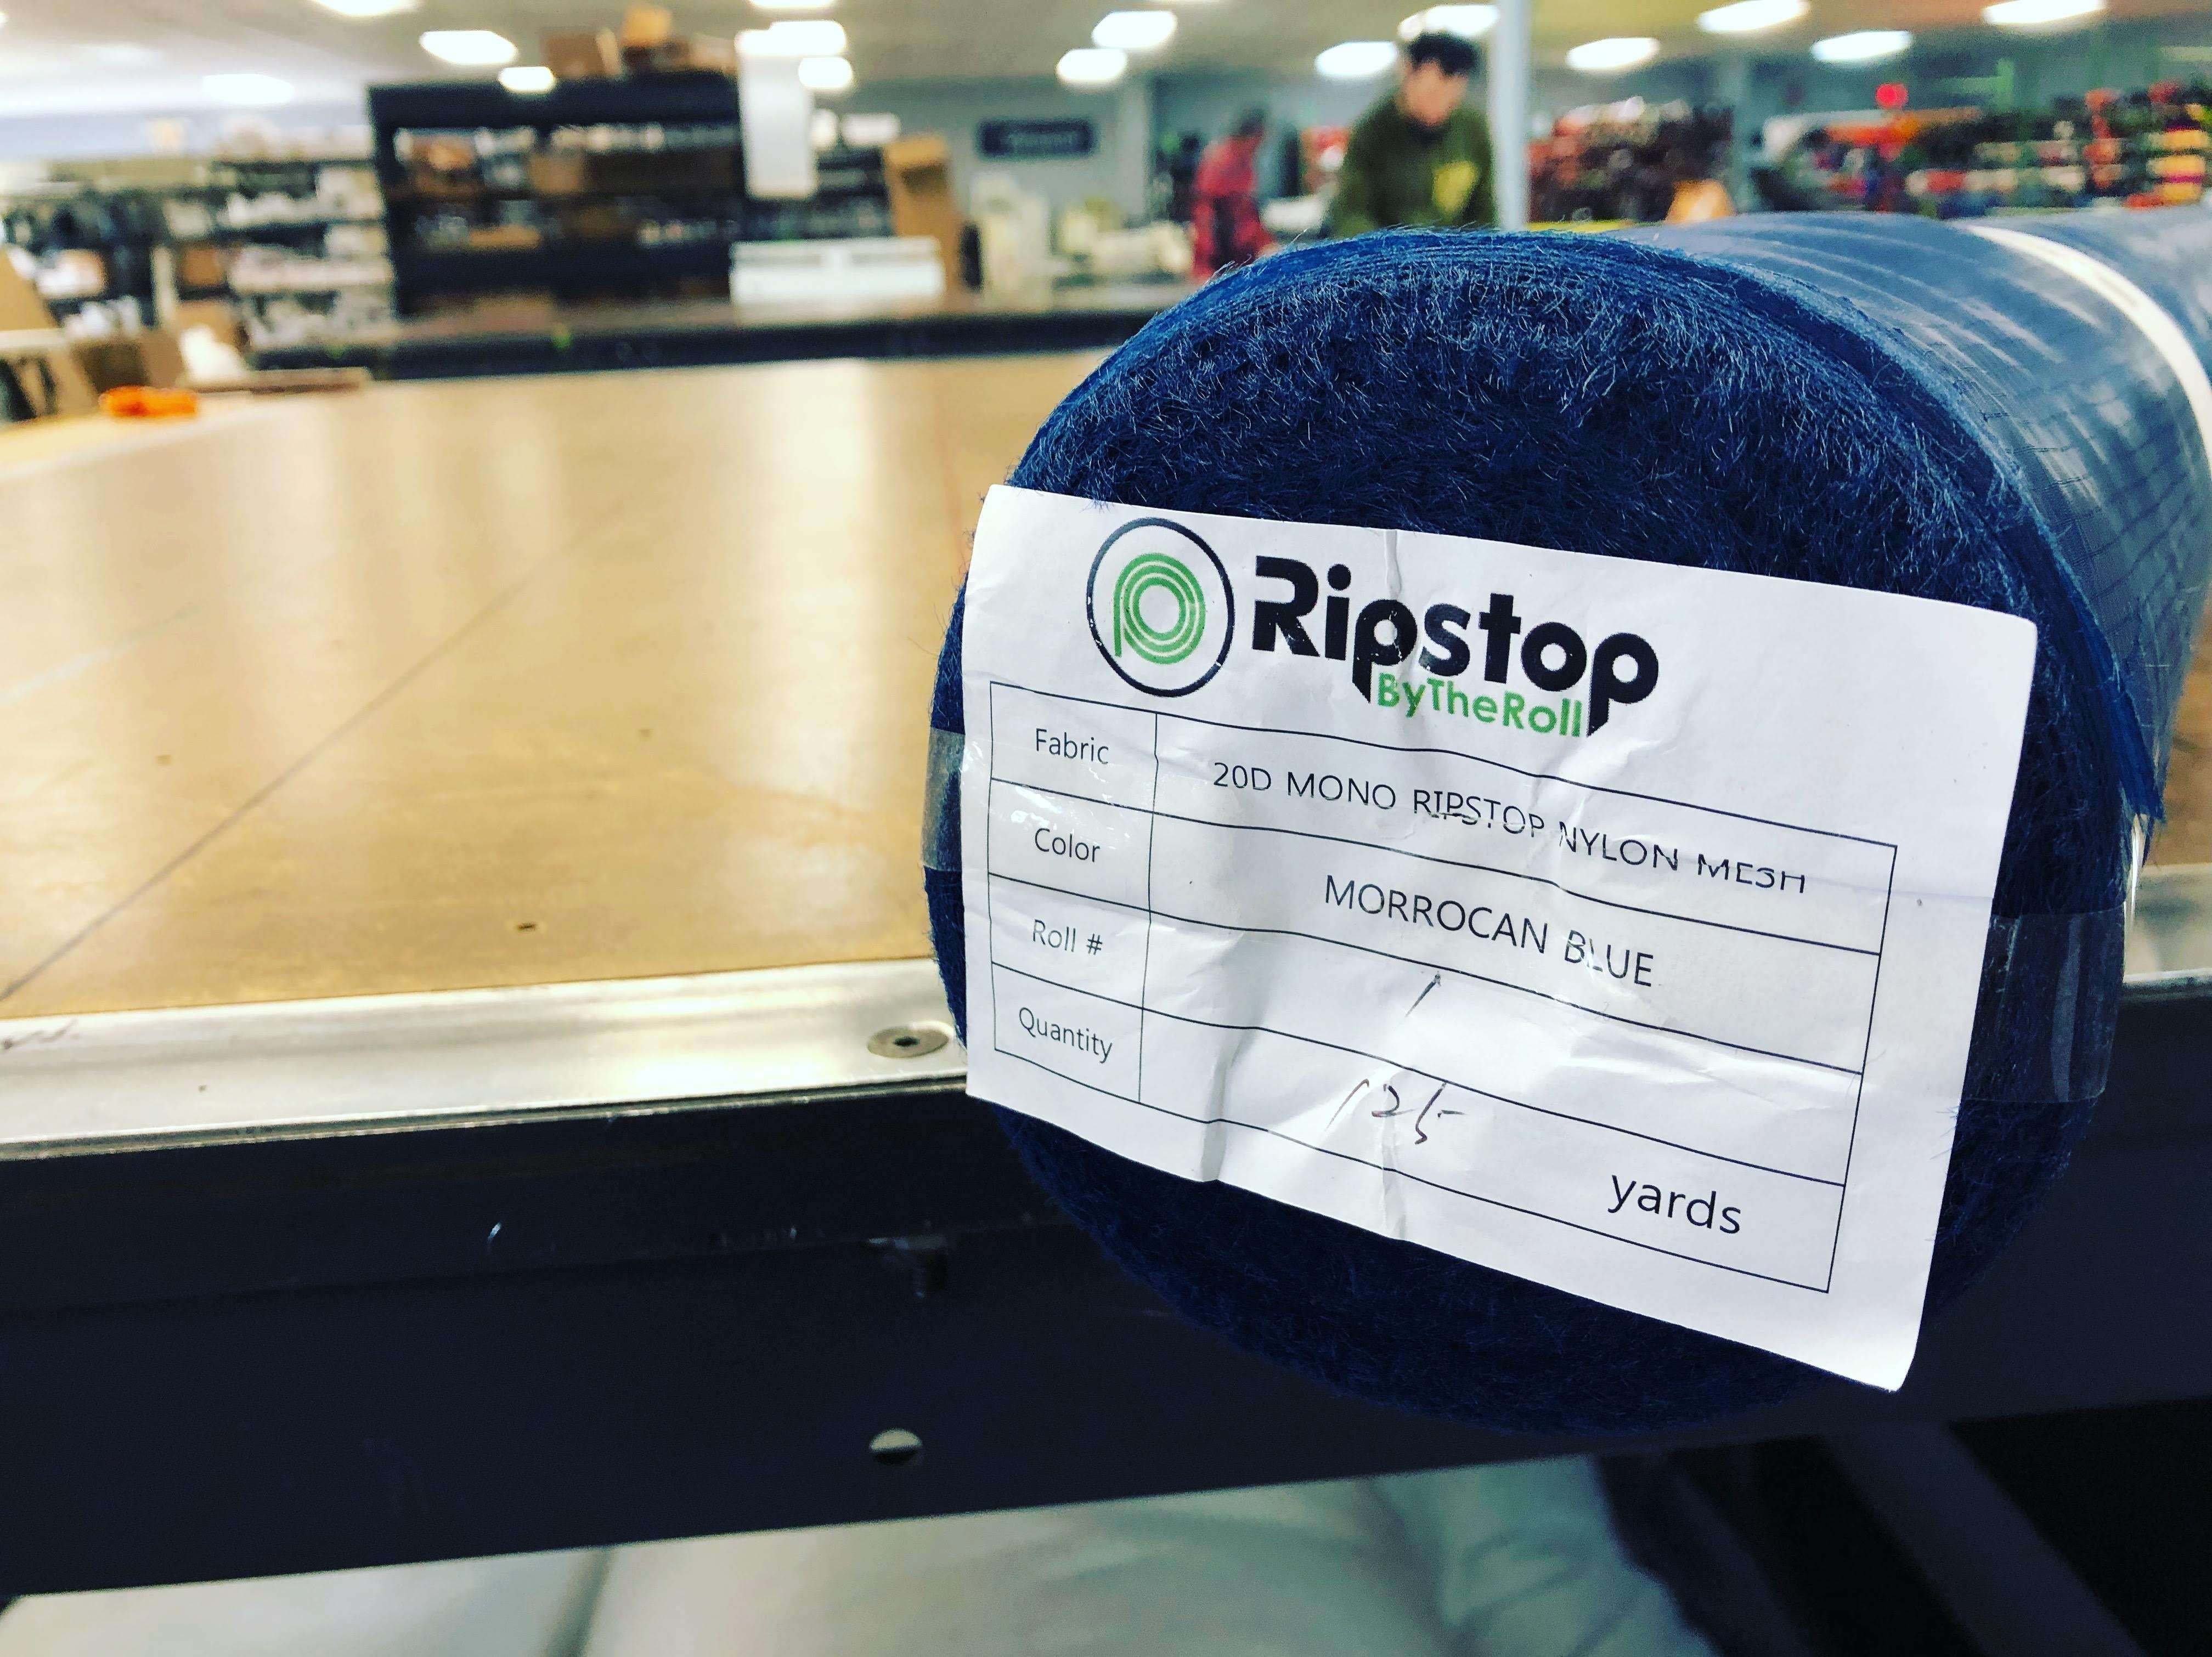 Ripstop
ByTheRoll
Fabric 20D MONO RIPSTOP NYLON MESH
Color MORROCAN BLUE
Roll # 1
Quantity 125 yards